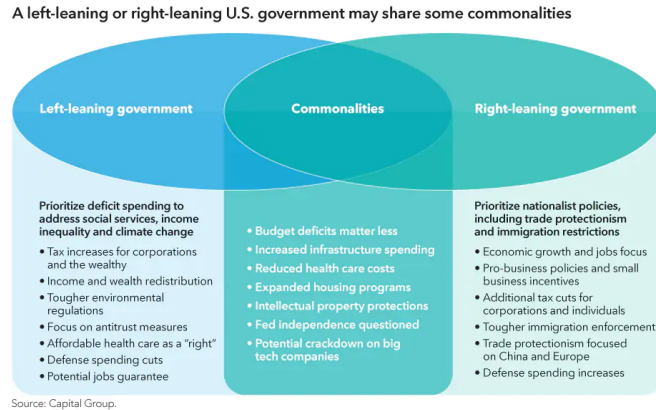 A left-leaning or right-leaning U.S. government may share some commonalities
Left-leaning government
Commonalities
Right-leaning government
Prioritize deficit spending to
address social services, income
inequality and climate change
• Tax increases for corporations
and the wealthy
• Income and wealth redistribution
• Tougher environmental
regulations
• Focus on antitrust measures
• Affordable health care as a “right”
• Defense spending cuts
• Potential jobs guarantee
• Budget deficits matter less
• Increased infrastructure spending
• Reduced health care costs
• Expanded housing programs
• Intellectual property protections
• Fed independence questioned
• Potential crackdown on big
tech companies
Prioritize nationalist policies,
including trade protectionism
and immigration restrictions
• Economic growth and jobs focus
• Pro-business policies and small
business incentives
• Additional tax cuts for
corporations and individuals
• Tougher immigration enforcement
• Trade protectionism focused
on China and Europe
• Defense spending increases
Source: Capital Group.